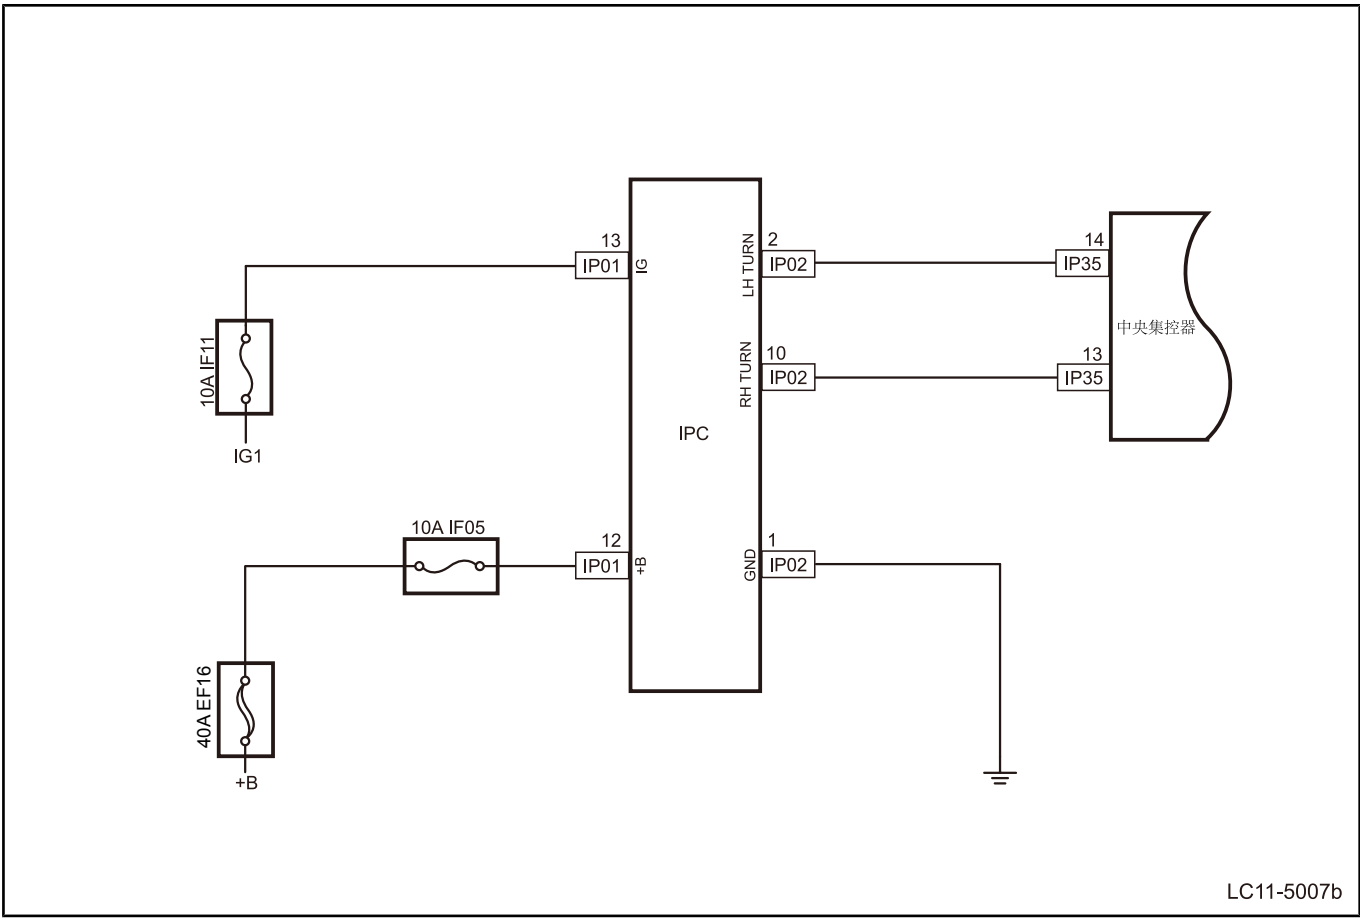 13
IP01
IG
10A IF11
IG1
10A IF05
12
IP01
+B
40A EF16
+B
IPC
2
IP02
LH TURN
10
IP02
RH TURN
1
IP02
GND
14
IP35
中央集控器
13
IP35
LC11-5007b